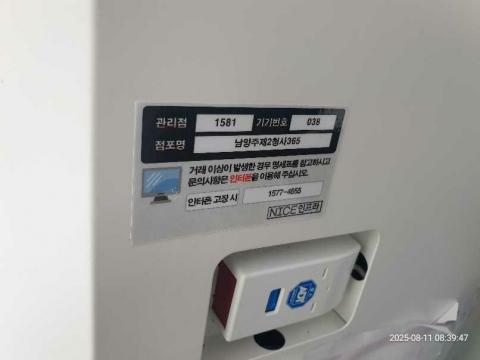 관리점 1581 기기번호 038
점포명 남양주제2청사365
거래 이상이 발생한 경우 명세표를 참고하시고
문의사항은 인터폰을 이용해 주십시오.
인터폰 고장 시 1577-4655
NICE인프라
ADT
2025-08-11 08:39:47